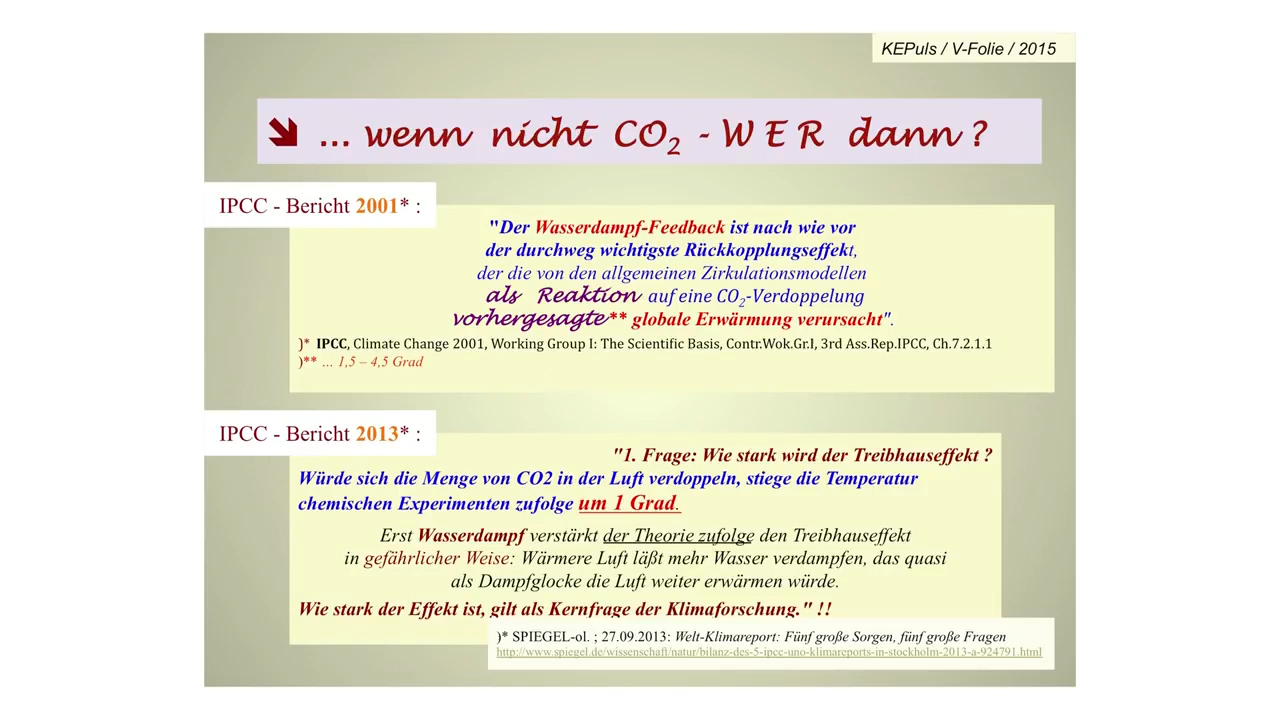 KEPuls / V-Folie / 2015
➘ ... wenn nicht CO₂ - W E R dann ?
IPCC - Bericht 2001* :
"Der Wasserdampf-Feedback ist nach wie vor
der durchweg wichtigste Rückkopplungseffekt,
der die von den allgemeinen Zirkulationsmodellen
als Reaktion auf eine CO₂-Verdoppelung
vorhergesagte** globale Erwärmung verursacht".
)* IPCC, Climate Change 2001, Working Group I: The Scientific Basis, Contr.Wok.Gr.I, 3rd Ass.Rep.IPCC, Ch.7.2.1.1
)** ... 1,5 – 4,5 Grad
IPCC - Bericht 2013* :
"1. Frage: Wie stark wird der Treibhauseffekt ?
Würde sich die Menge von CO2 in der Luft verdoppeln, stiege die Temperatur
chemischen Experimenten zufolge um 1 Grad.
Erst Wasserdampf verstärkt der Theorie zufolge den Treibhauseffekt
in gefährlicher Weise: Wärmere Luft läßt mehr Wasser verdampfen, das quasi
als Dampfglocke die Luft weiter erwärmen würde.
Wie stark der Effekt ist, gilt als Kernfrage der Klimaforschung." !!
)* SPIEGEL-ol. ; 27.09.2013: Welt-Klimareport: Fünf große Sorgen, fünf große Fragen
http://www.spiegel.de/wissenschaft/natur/bilanz-des-5-ipcc-uno-klimareports-in-stockholm-2013-a-924791.html